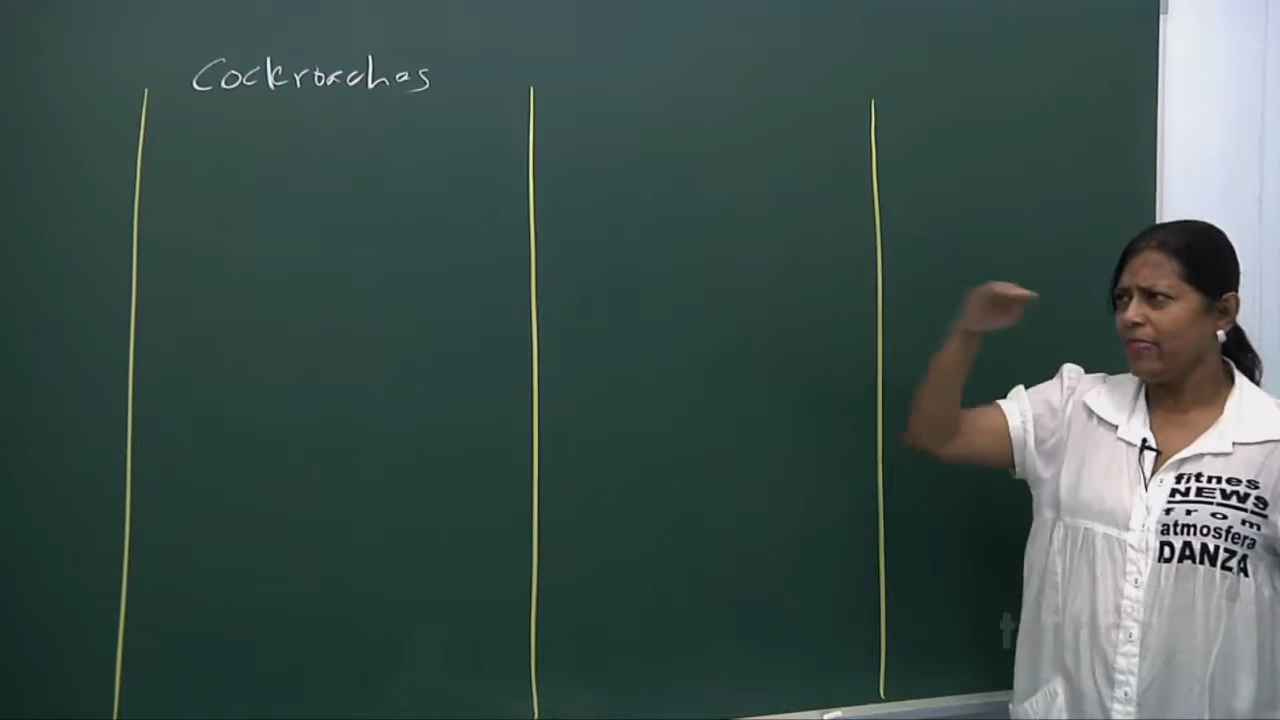 Cockroaches
fitnes
NEWS
from
atmosfera
DANZA